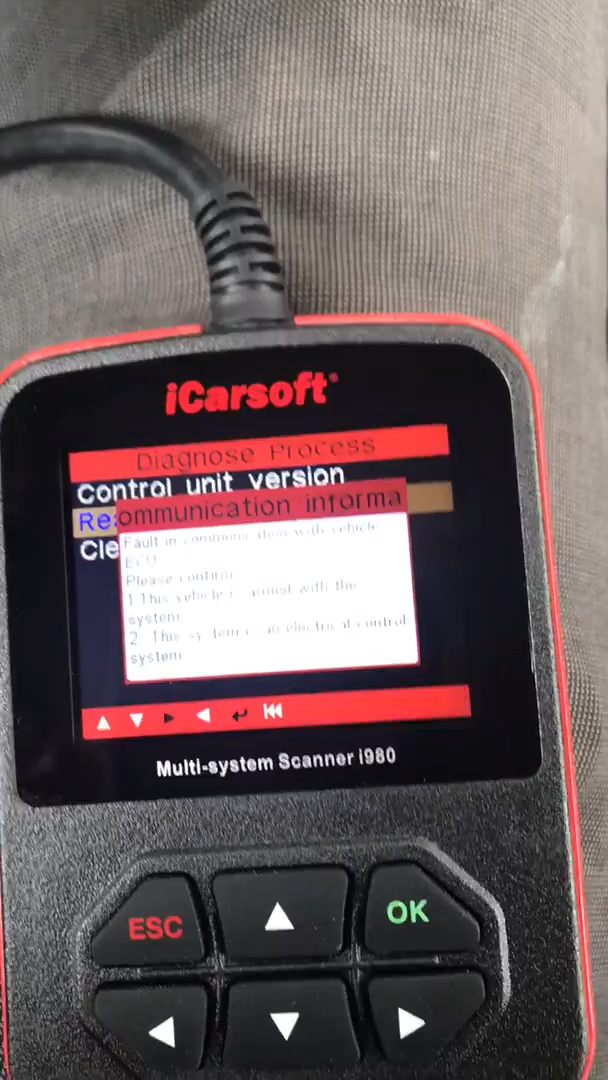 iCarsoft
Diagnose Process
Control unit version
Re
ommunication informa
Cle
Fault in communication with vehicle
ECU
Please confirm
1.This vehicle is armed with the
system
2. This system is an electrical control
system
Multi-system Scanner i980
ESC
OK